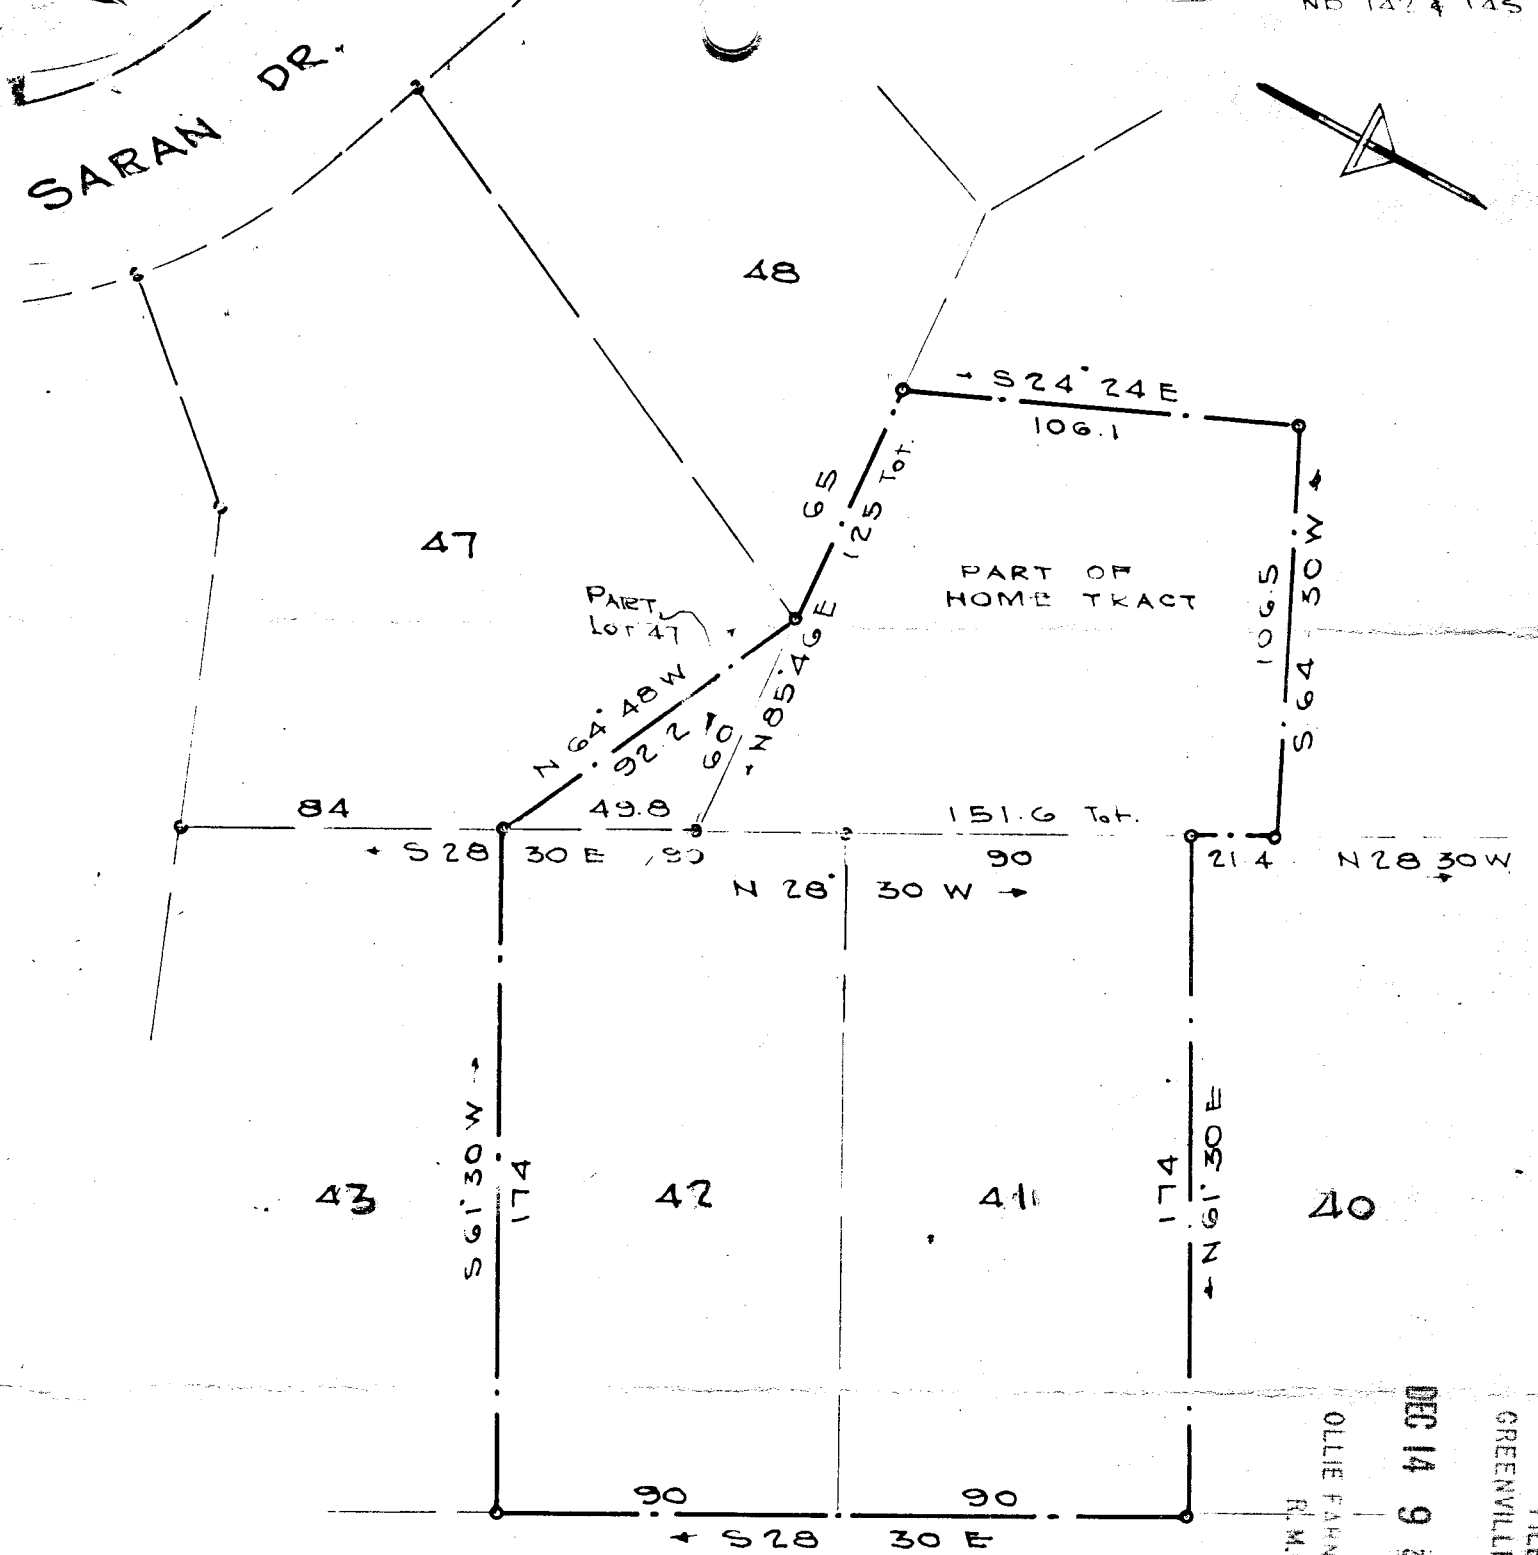 SARAN DR.
48
S 24° 24 E
106.1
65
125 Tot.
47
PART OF
HOME TRACT
106.5
S 64 - 30 W
PART
LOT 47
N 64° 48 W
92.2
60
N 85° 46 E
84
49.8
151.6 Tot.
S 28 30 E
90
90
21.4
N 28 30 W
N 28° 30 W
S 61° 30 W
174
174
N 61° 30 E
43
42
41
40
90
90
S 28 30 E
GREENVILLE
DEC 14 9
OLLIE FARN
R.M.